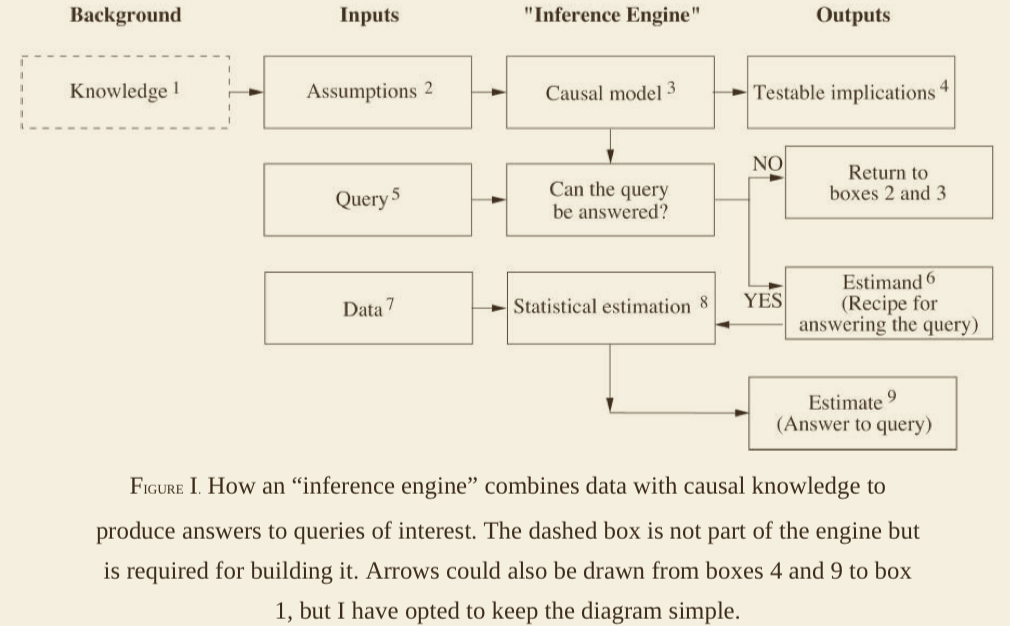 Background Inputs "Inference Engine" Outputs
Knowledge 1
Assumptions 2
Causal model 3
Testable implications 4
Query 5
Can the query
be answered?
NO
Return to
boxes 2 and 3
YES
Estimand 6
(Recipe for
answering the query)
Data 7
Statistical estimation 8
Estimate 9
(Answer to query)
FIGURE I. How an “inference engine” combines data with causal knowledge to
produce answers to queries of interest. The dashed box is not part of the engine but
is required for building it. Arrows could also be drawn from boxes 4 and 9 to box
1, but I have opted to keep the diagram simple.